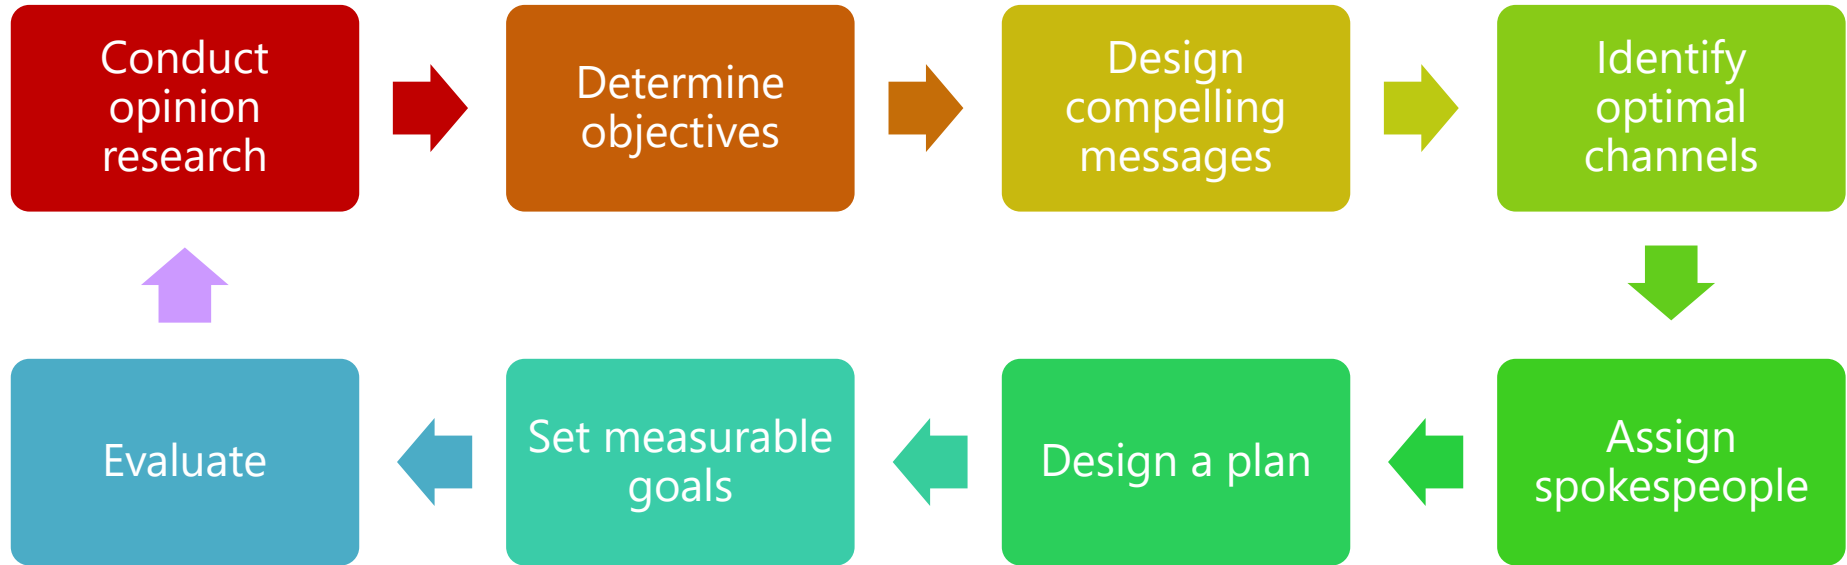 Conduct
opinion
research
Determine
objectives
Design
compelling
messages
Identify
optimal
channels
Assign
spokespeople
Design a plan
Set measurable
goals
Evaluate